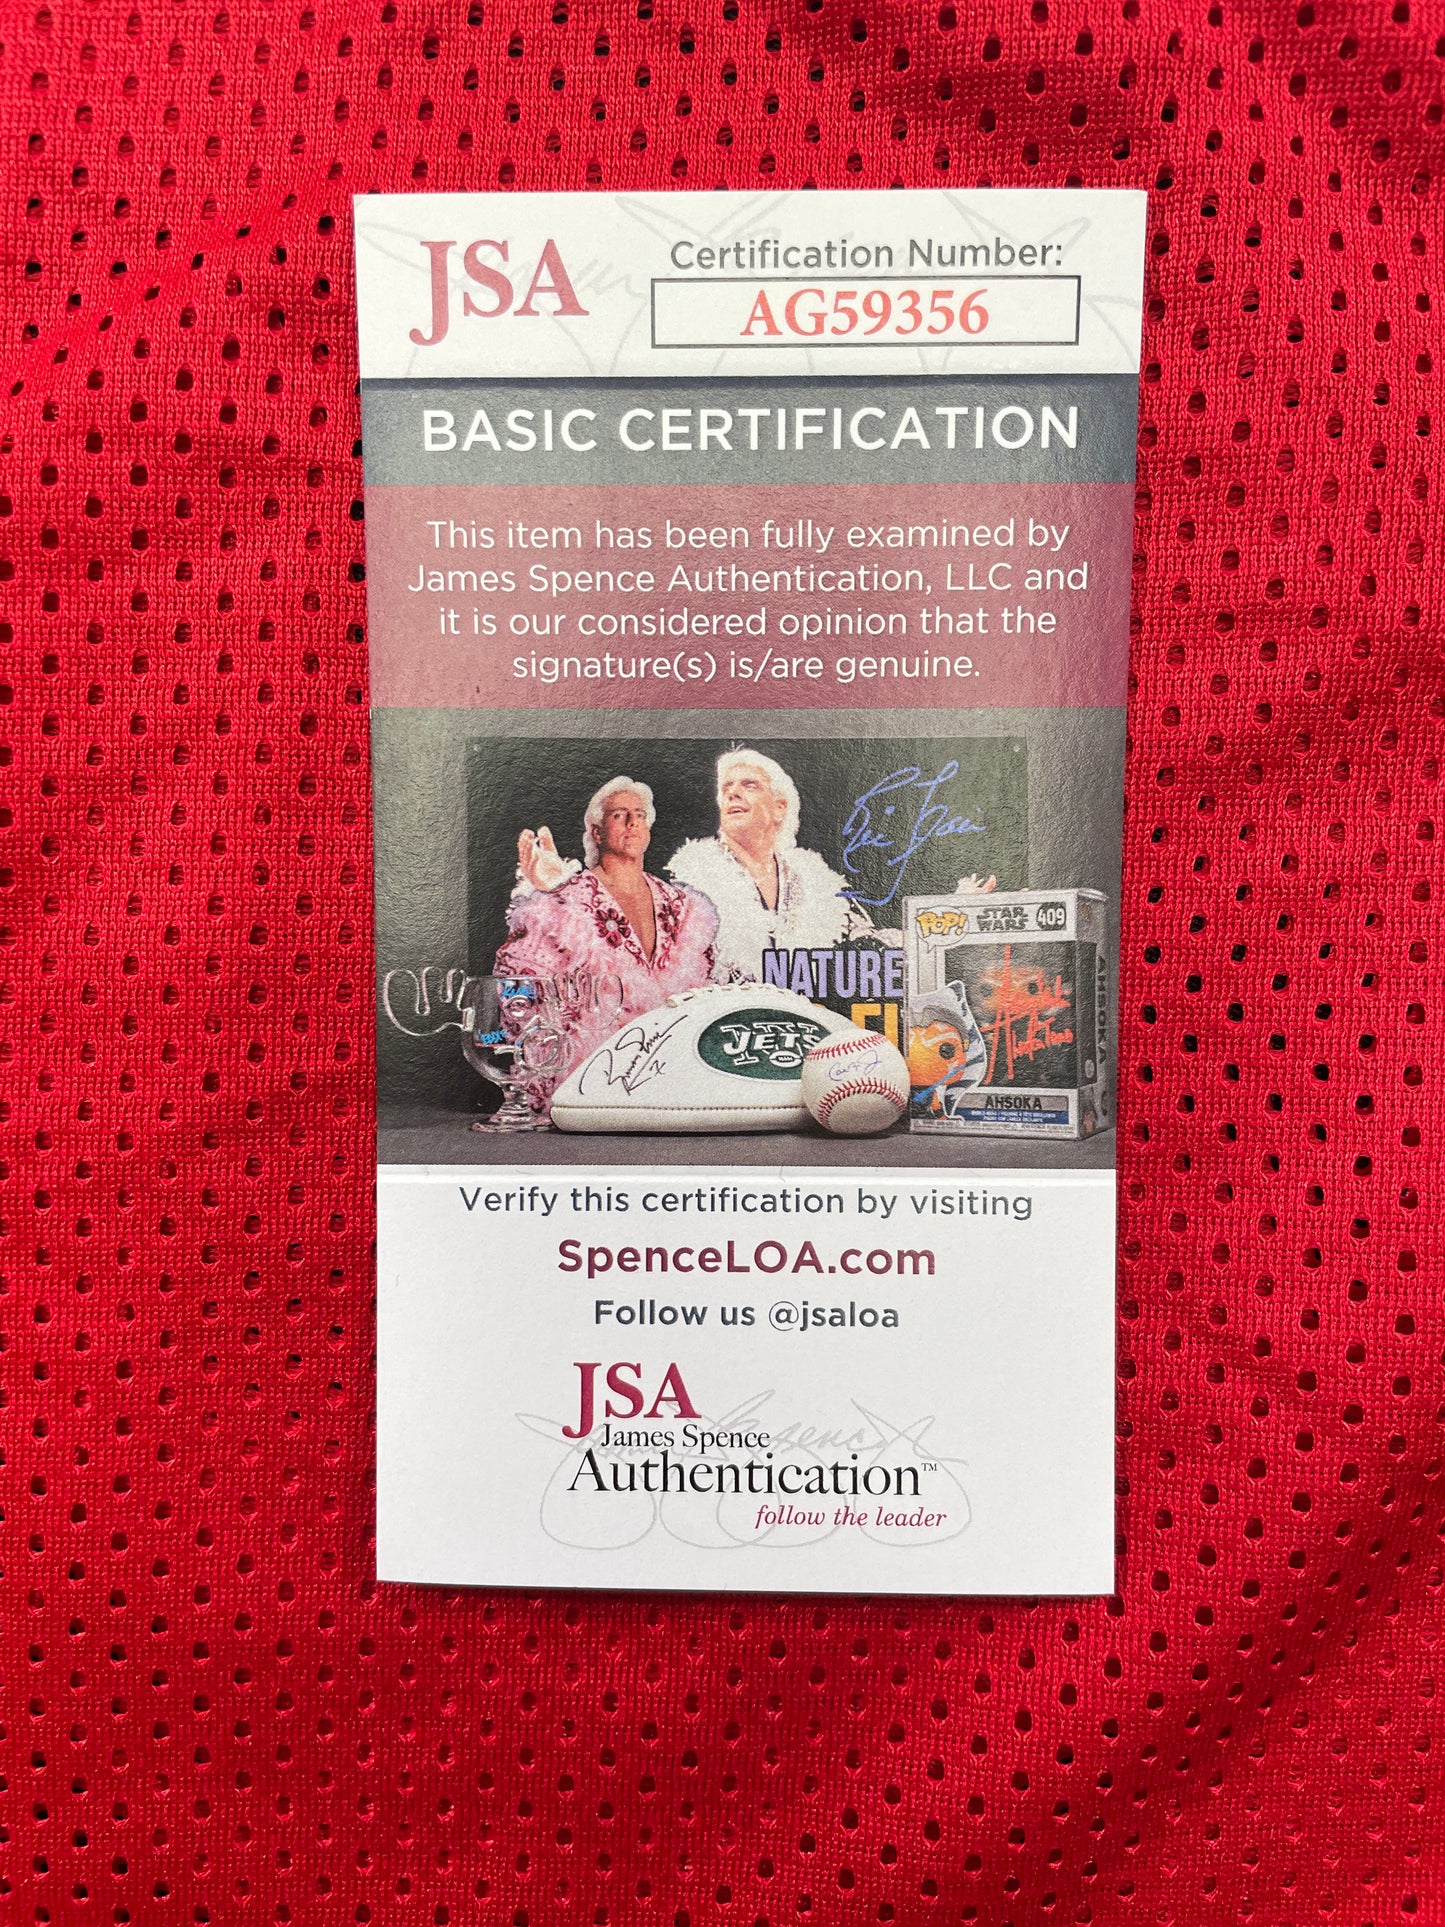 JSA
Certification Number:
AG59356
BASIC CERTIFICATION
This item has been fully examined by
James Spence Authentication, LLC and
it is our considered opinion that the
signature(s) is/are genuine.
NATURE
POP!
STAR
WARS
409
AHSOKA
JETS
AHSOKA
Verify this certification by visiting
SpenceLOA.com
Follow us @jsaloa
JSA
James Spence
Authentication™
follow the leader